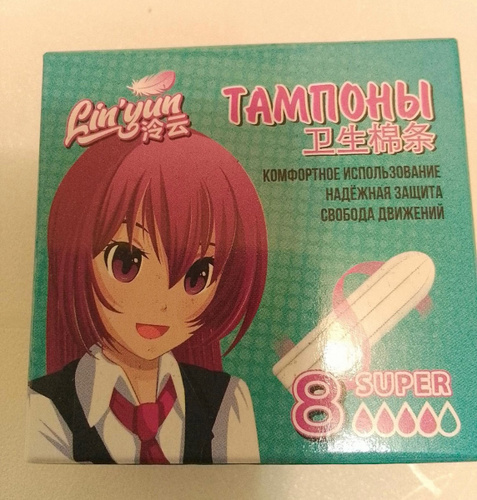 Lin'yun
泠云
ТАМПОНЫ
卫生棉条
КОМФОРТНОЕ ИСПОЛЬЗОВАНИЕ
НАДЁЖНАЯ ЗАЩИТА
СВОБОДА ДВИЖЕНИЙ
8 SUPER